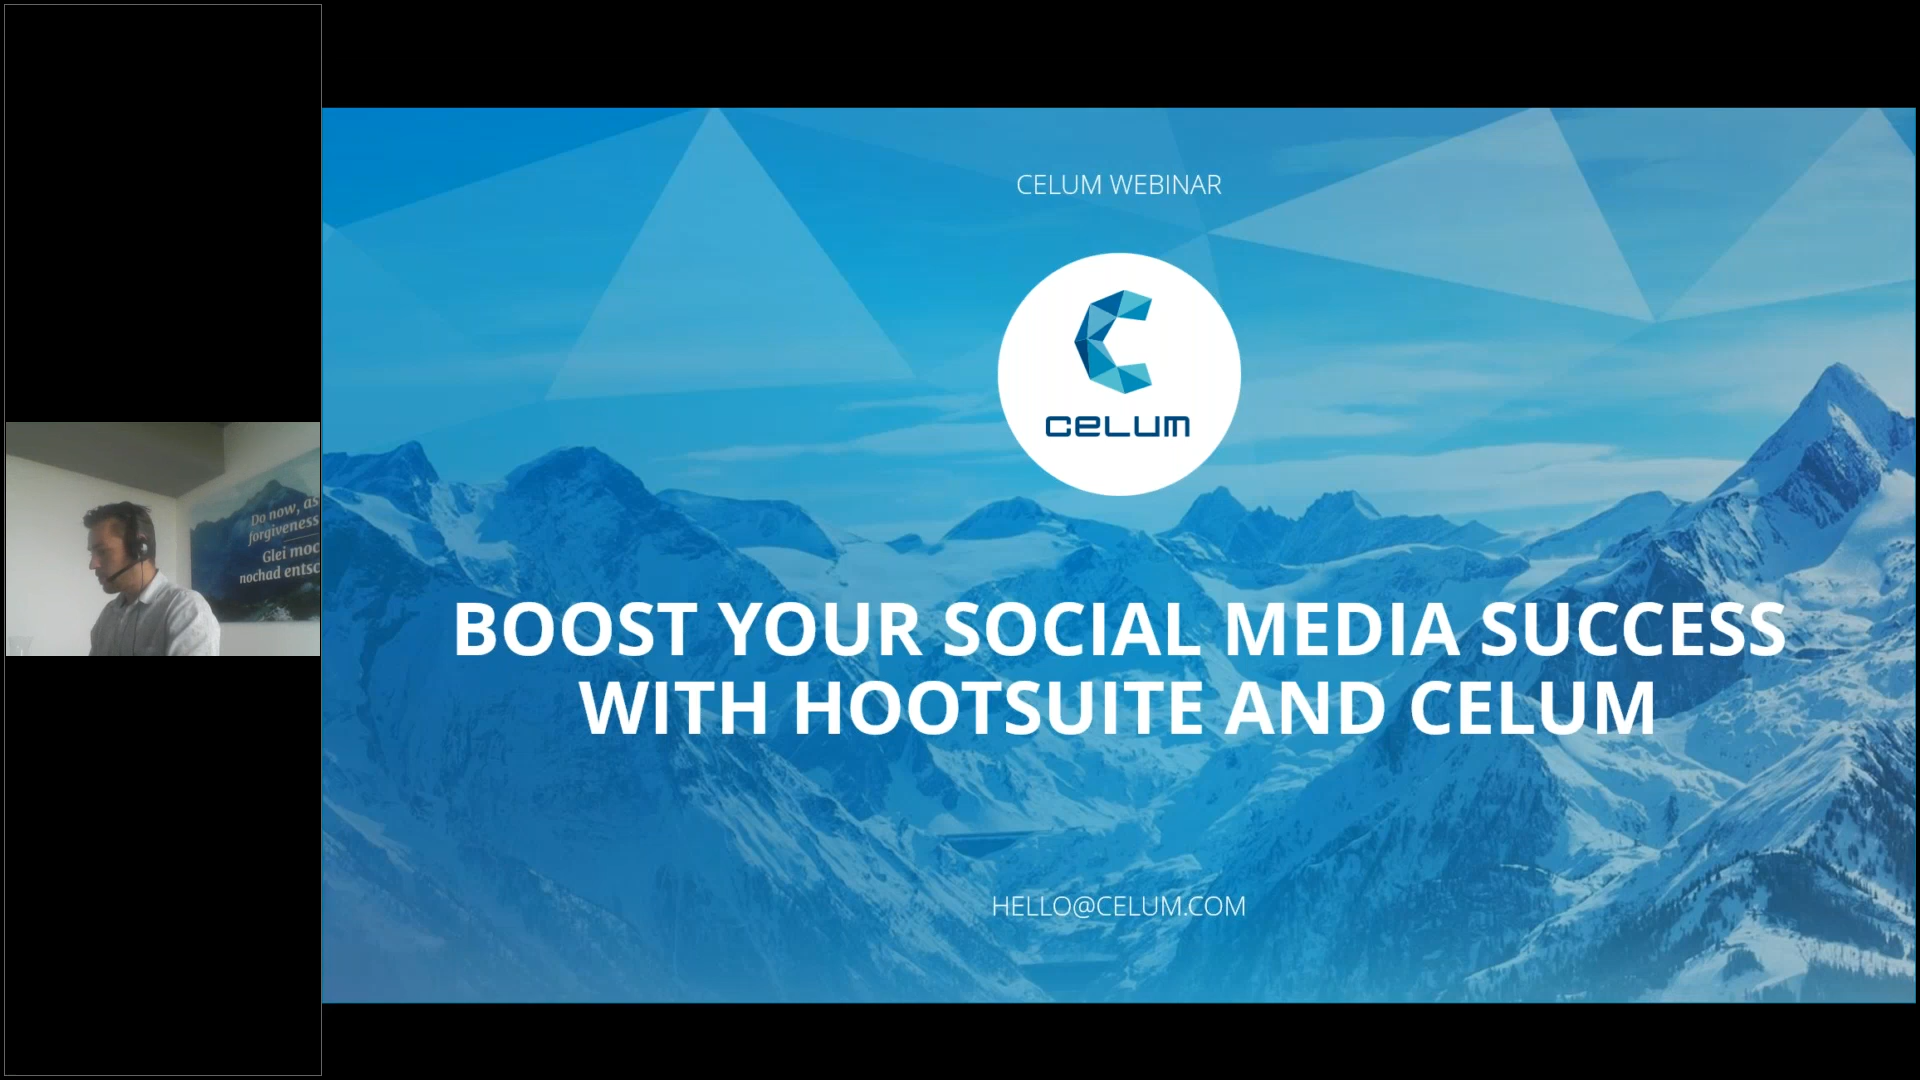 CELUM WEBINAR
CELUM
BOOST YOUR SOCIAL MEDIA SUCCESS
WITH HOOTSUITE AND CELUM
HELLO@CELUM.COM
Do now, as
forgiveness
Glei moc
nochad entsc